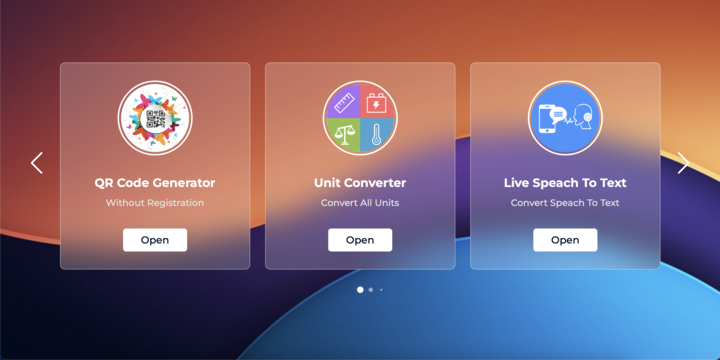 QR Code Generator
Without Registration
Open
Unit Converter
Convert All Units
Open
Live Speach To Text
Convert Speach To Text
Open